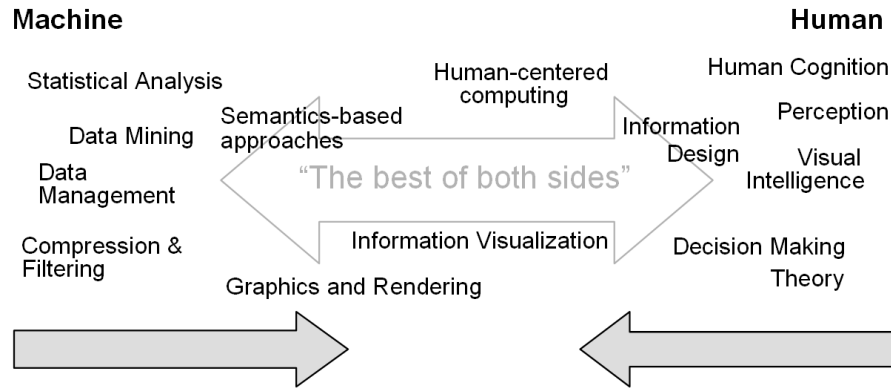 Machine
Human
Statistical Analysis
Human-centered
computing
Human Cognition
Semantics-based
approaches
Perception
Data Mining
Information
Design
Data
Management
"The best of both sides"
Visual
Intelligence
Compression &
Filtering
Information Visualization
Decision Making
Theory
Graphics and Rendering